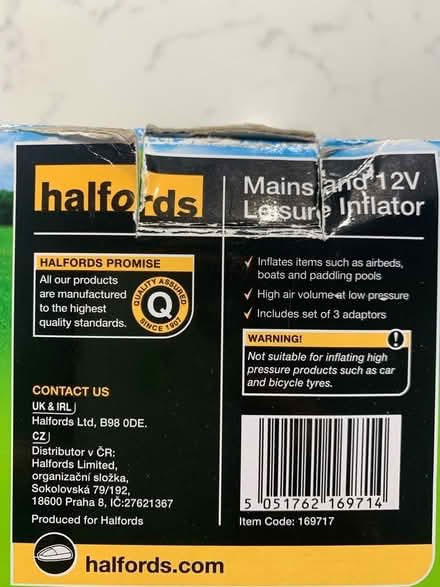 halfords
Mains and 12V
Leisure Inflator
HALFORDS PROMISE
All our products
are manufactured
to the highest
quality standards.
QUALITY ASSURED
Q
SINCE 1907
Inflates items such as airbeds,
boats and paddling pools
High air volume at low pressure
Includes set of 3 adaptors
WARNING!
Not suitable for inflating high
pressure products such as car
and bicycle tyres.
CONTACT US
UK & IRL
Halfords Ltd, B98 0DE.
CZ
Distributor v ČR:
Halfords Limited,
organizační složka,
Sokolovská 79/192,
18600 Praha 8, IČ:27621367
Produced for Halfords
5 051762 169714
Item Code: 169717
halfords.com